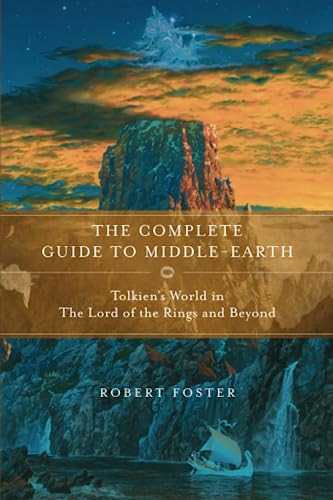 THE COMPLETE
GUIDE TO MIDDLE-EARTH
Tolkien's World in
The Lord of the Rings and Beyond
ROBERT FOSTER